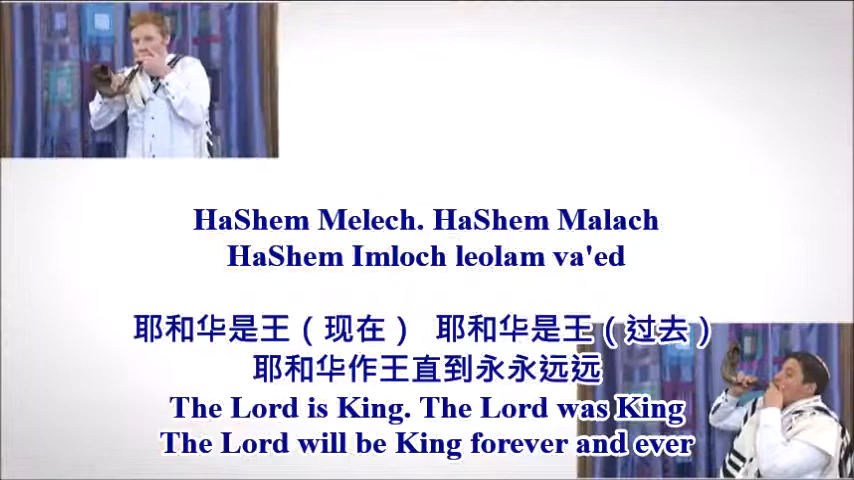 HaShem Melech. HaShem Malach
HaShem Imloch leolam va'ed
耶和华是王（现在） 耶和华是王（过去）
耶和华作王直到永永远远
The Lord is King. The Lord was King
The Lord will be King forever and ever